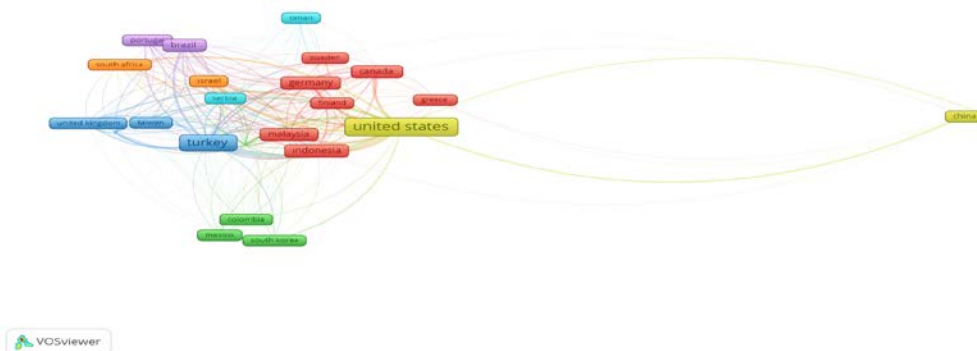 portugal
brazil
south africa
israel
serbia
sweden
canada
germany
finland
greece
united kingdom
taiwan
turkey
malaysia
indonesia
united states
china
colombia
mexico
south korea
VOSviewer